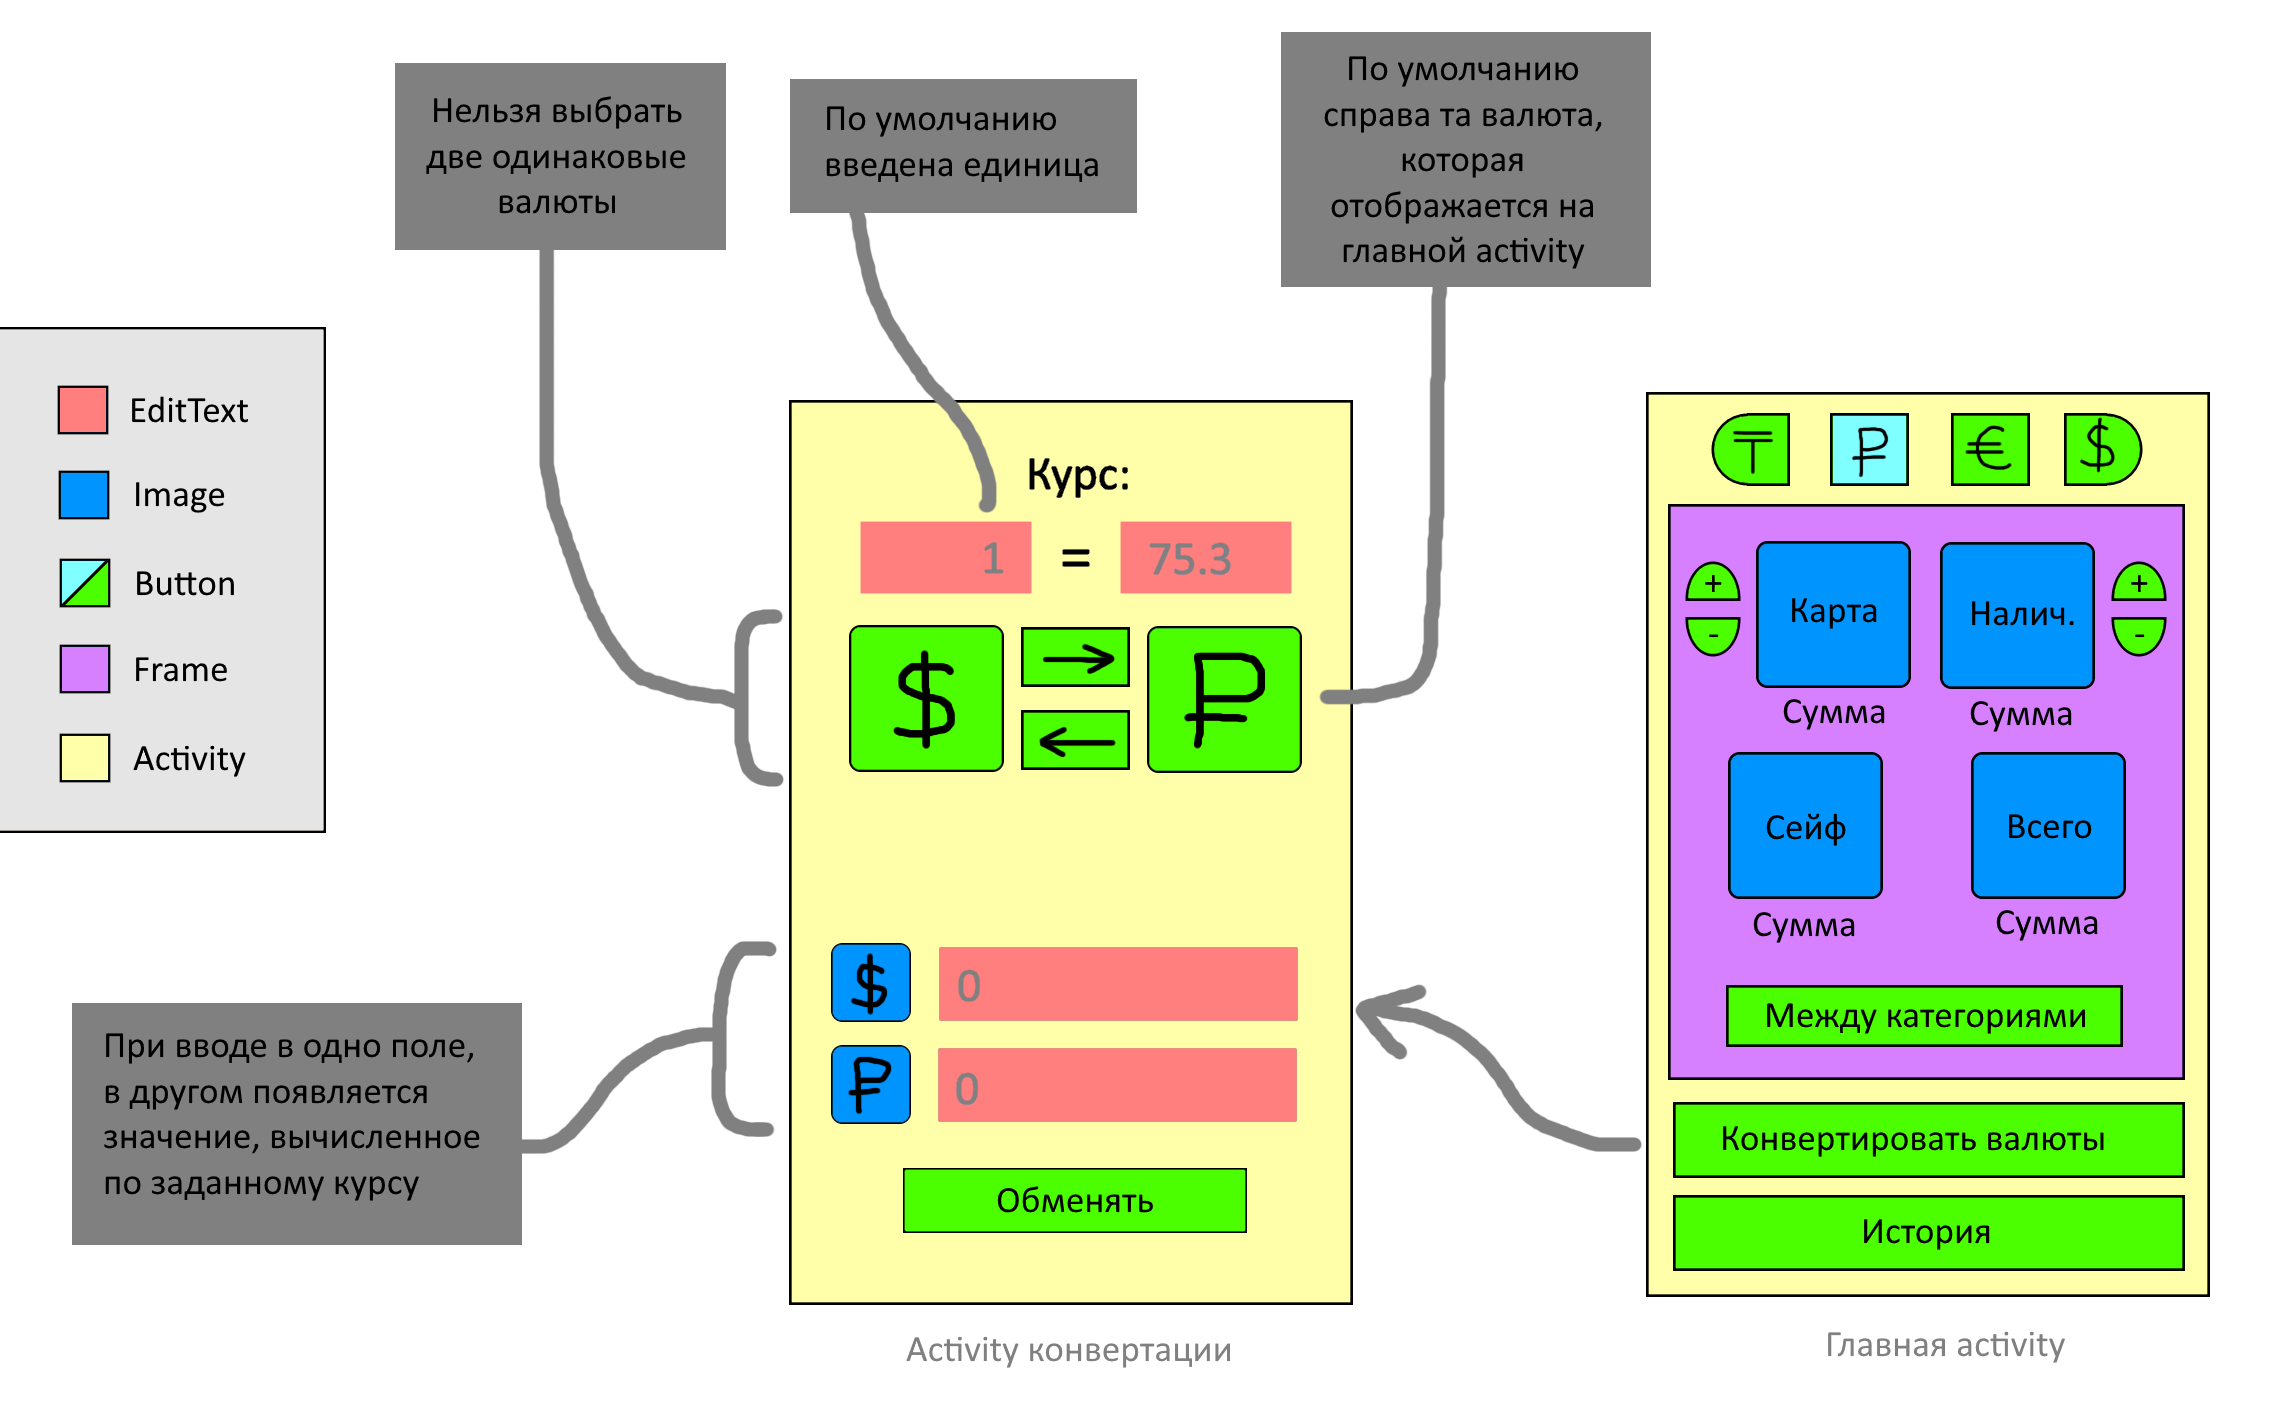 Нельзя выбрать
две одинаковые
валюты
По умолчанию
введена единица
По умолчанию
справа та валюта,
которая
отображается на
главной activity
EditText
Image
Button
Frame
Activity
Курс:
1 = 75.3
$ → ₽
←
$ 0
₽ 0
Обменять
При вводе в одно поле,
в другом появляется
значение, вычисленное
по заданному курсу
Activity конвертации
₸ ₽ € $
+ Карта Налич. +
- -
Сумма Сумма
Сейф Всего
Сумма Сумма
Между категориями
Конвертировать валюты
История
Главная activity